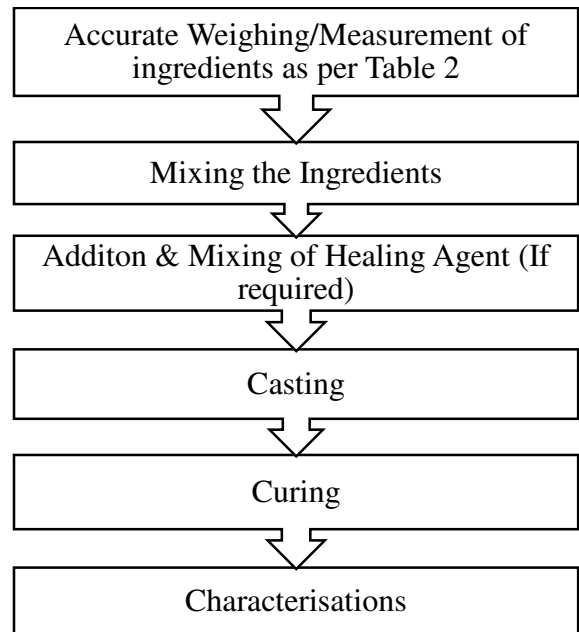 Accurate Weighing/Measurement of
ingredients as per Table 2
Mixing the Ingredients
Additon & Mixing of Healing Agent (If
required)
Casting
Curing
Characterisations